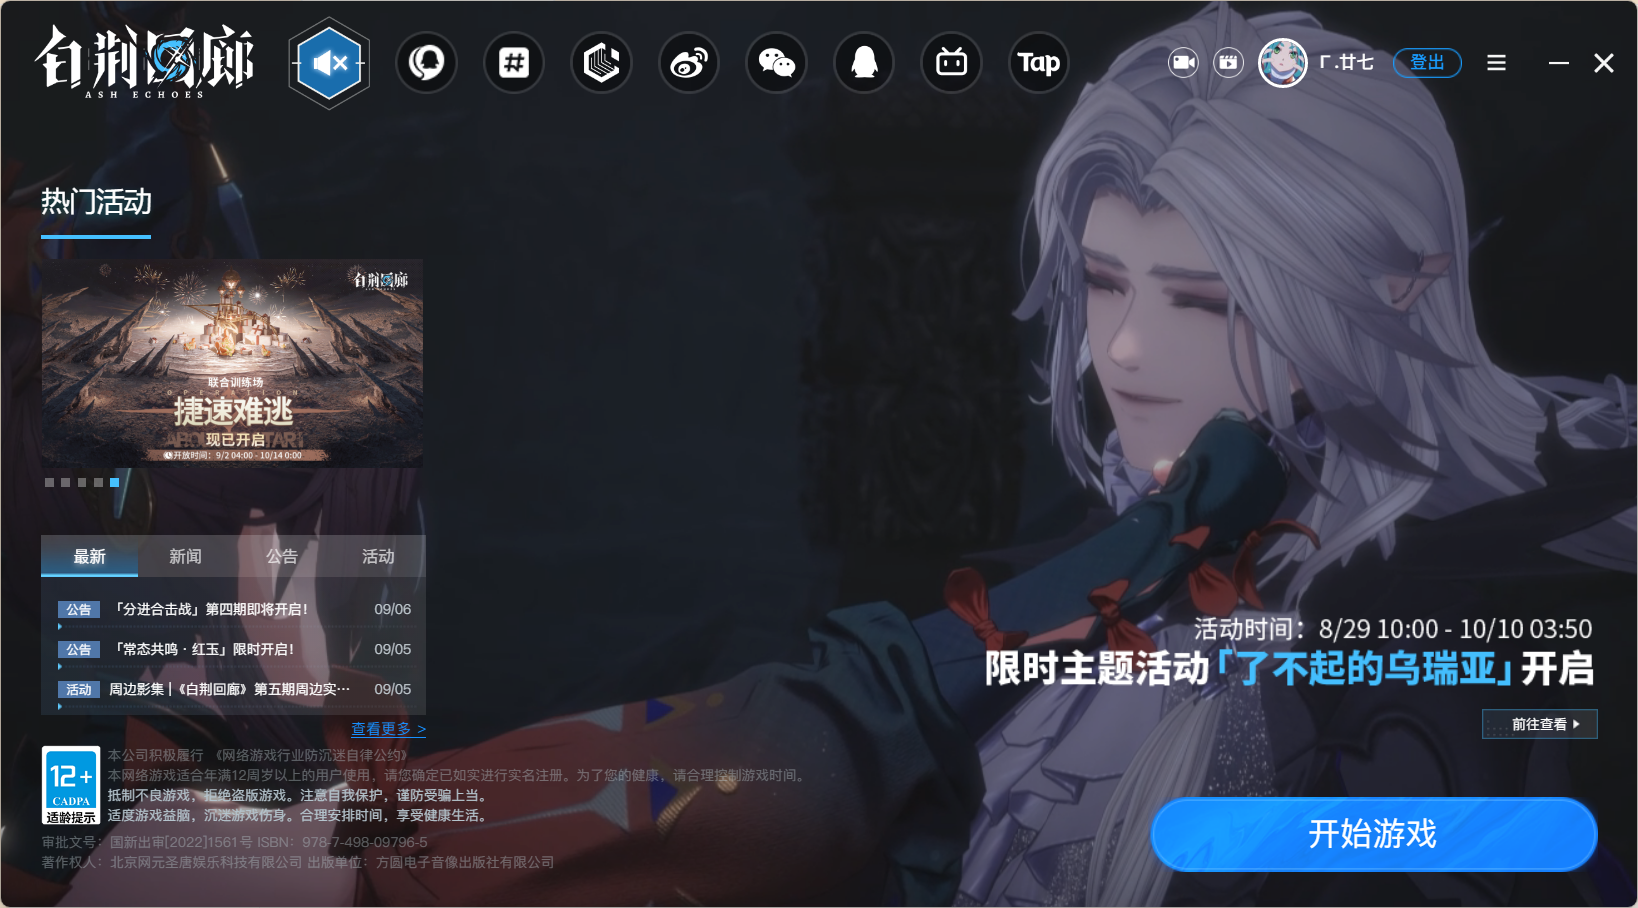 白荆回廊
ASH ECHOES
Tap
「.廿七
登出
热门活动
白荆回廊
联合训练场
OPERATION
捷速难逃
现已开启
开放时间：9/2 04:00 - 10/14 0:00
最新 新闻 公告 活动
公告 「分进合击战」第四期即将开启! 09/06
公告 「常态共鸣 · 红玉」限时开启! 09/05
活动 周边影集 | 《白荆回廊》第五期周边实… 09/05
查看更多 >
12+
CADPA
适龄提示
本公司积极履行 《网络游戏行业防沉迷自律公约》
本网络游戏适合年满12周岁以上的用户使用，请您确定已如实进行实名注册。为了您的健康，请合理控制游戏时间。
抵制不良游戏，拒绝盗版游戏。注意自我保护，谨防受骗上当。
适度游戏益脑，沉迷游戏伤身。合理安排时间，享受健康生活。
审批文号：国新出审[2022]1561号 ISBN：978-7-498-09796-5
著作权人：北京网元圣唐娱乐科技有限公司 出版单位：方圆电子音像出版社有限公司
活动时间：8/29 10:00 - 10/10 03:50
限时主题活动「了不起的乌瑞亚」开启
前往查看
开始游戏